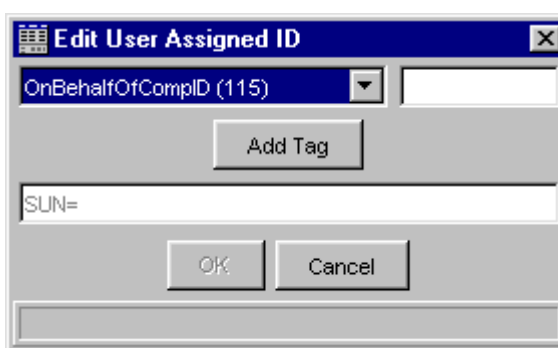 Edit User Assigned ID
OnBehalfOfCompID (115)
Add Tag
SUN=
OK
Cancel